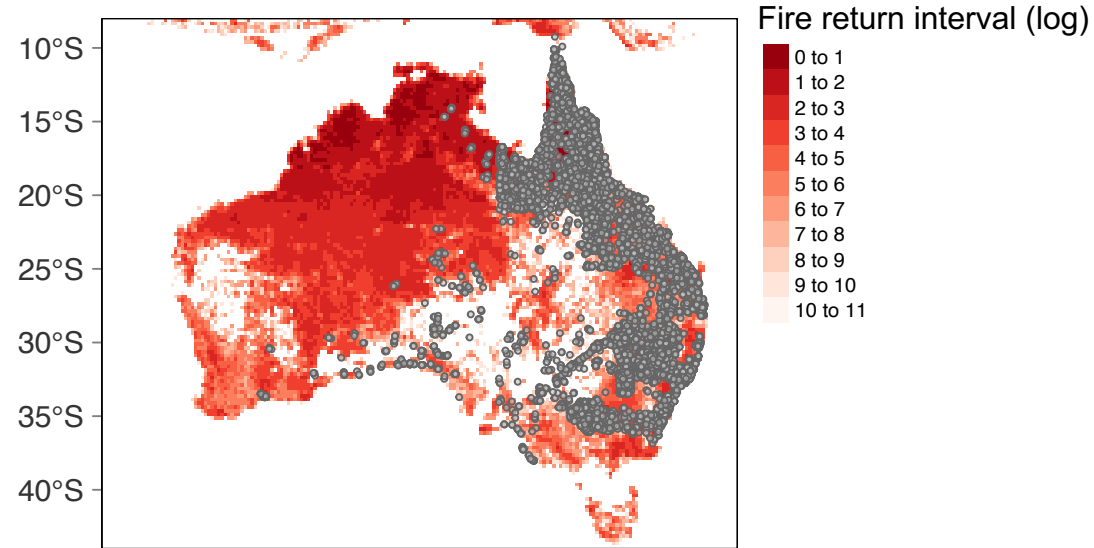 Fire return interval (log)
0 to 1
1 to 2
2 to 3
3 to 4
4 to 5
5 to 6
6 to 7
7 to 8
8 to 9
9 to 10
10 to 11
10°S
15°S
20°S
25°S
30°S
35°S
40°S